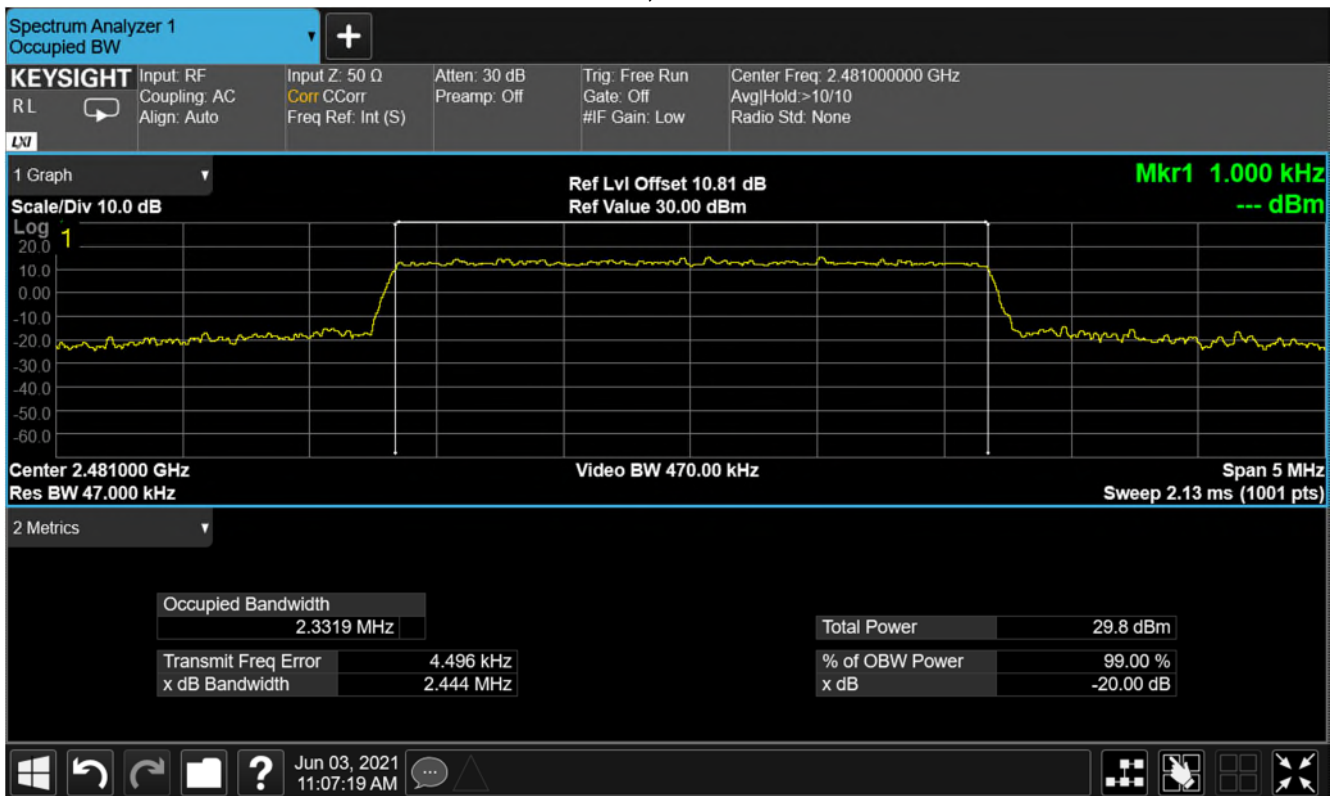 Spectrum Analyzer 1
Occupied BW
+
KEYSIGHT
R L
LXI
Input: RF
Coupling: AC
Align: Auto
Input Z: 50 Ω
Corr CCorr
Freq Ref: Int (S)
Atten: 30 dB
Preamp: Off
Trig: Free Run
Gate: Off
#IF Gain: Low
Center Freq: 2.481000000 GHz
Avg|Hold:>10/10
Radio Std: None
1 Graph
Scale/Div 10.0 dB
Ref Lvl Offset 10.81 dB
Ref Value 30.00 dBm
Mkr1 1.000 kHz
--- dBm
Log
1
20.0
10.0
0.00
-10.0
-20.0
-30.0
-40.0
-50.0
-60.0
Center 2.481000 GHz
Res BW 47.000 kHz
Video BW 470.00 kHz
Span 5 MHz
Sweep 2.13 ms (1001 pts)
2 Metrics
Occupied Bandwidth
2.3319 MHz
Transmit Freq Error 4.496 kHz
x dB Bandwidth 2.444 MHz
Total Power 29.8 dBm
% of OBW Power 99.00 %
x dB -20.00 dB
?
Jun 03, 2021
11:07:19 AM